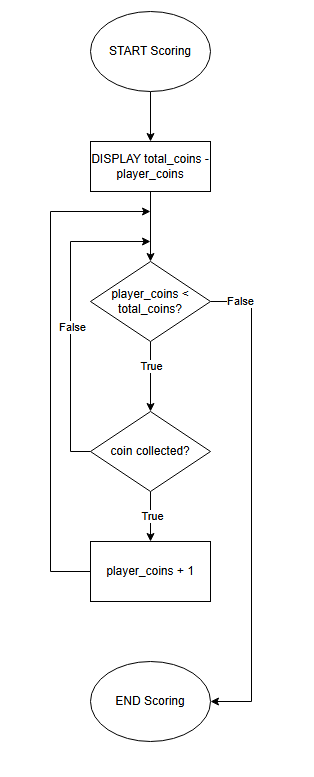 START Scoring
DISPLAY total_coins -
player_coins
player_coins <
total_coins?
False
False
True
coin collected?
True
player_coins + 1
END Scoring